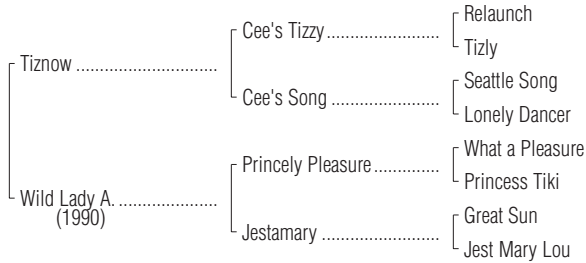 Relaunch
Cee's Tizzy ........................
Tizly
Tiznow ..............................
Seattle Song
Cee's Song .......................
Lonely Dancer
What a Pleasure
Princely Pleasure ..............
Princess Tiki
Wild Lady A. .....................
(1990)
Great Sun
Jestamary .........................
Jest Mary Lou